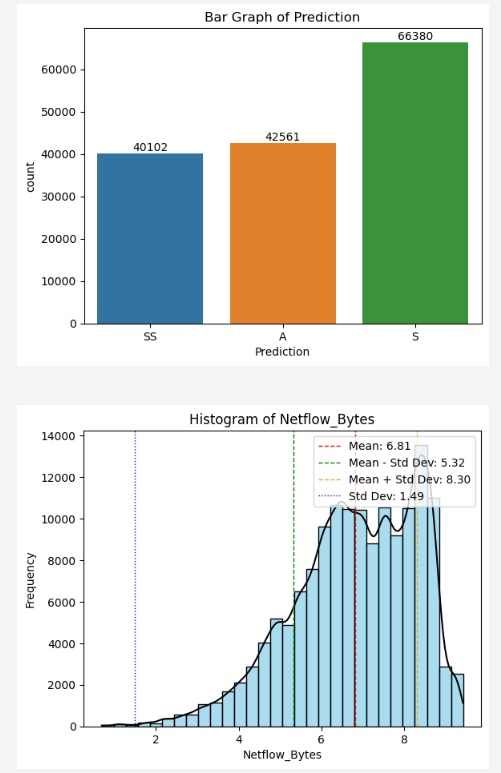 Bar Graph of Prediction
66380
42561
40102
60000
50000
40000
30000
20000
10000
0
count
SS A S
Prediction
Histogram of Netflow_Bytes
Mean: 6.81
Mean - Std Dev: 5.32
Mean + Std Dev: 8.30
Std Dev: 1.49
14000
12000
10000
8000
6000
4000
2000
0
Frequency
2 4 6 8
Netflow_Bytes